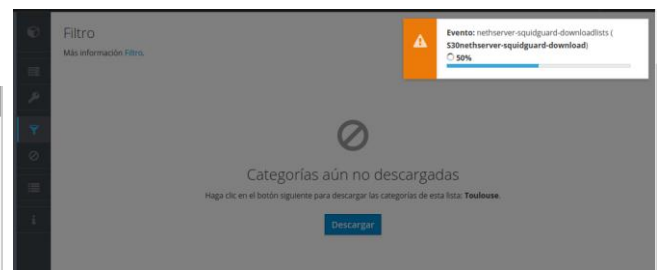 Filtro
Más información Filtro.
Evento: nethserver-squidguard-downloadlists (
S30nethserver-squidguard-download)
50%
Categorías aún no descargadas
Haga clic en el botón siguiente para descargar las categorías de esta lista: Toulouse.
Descargar